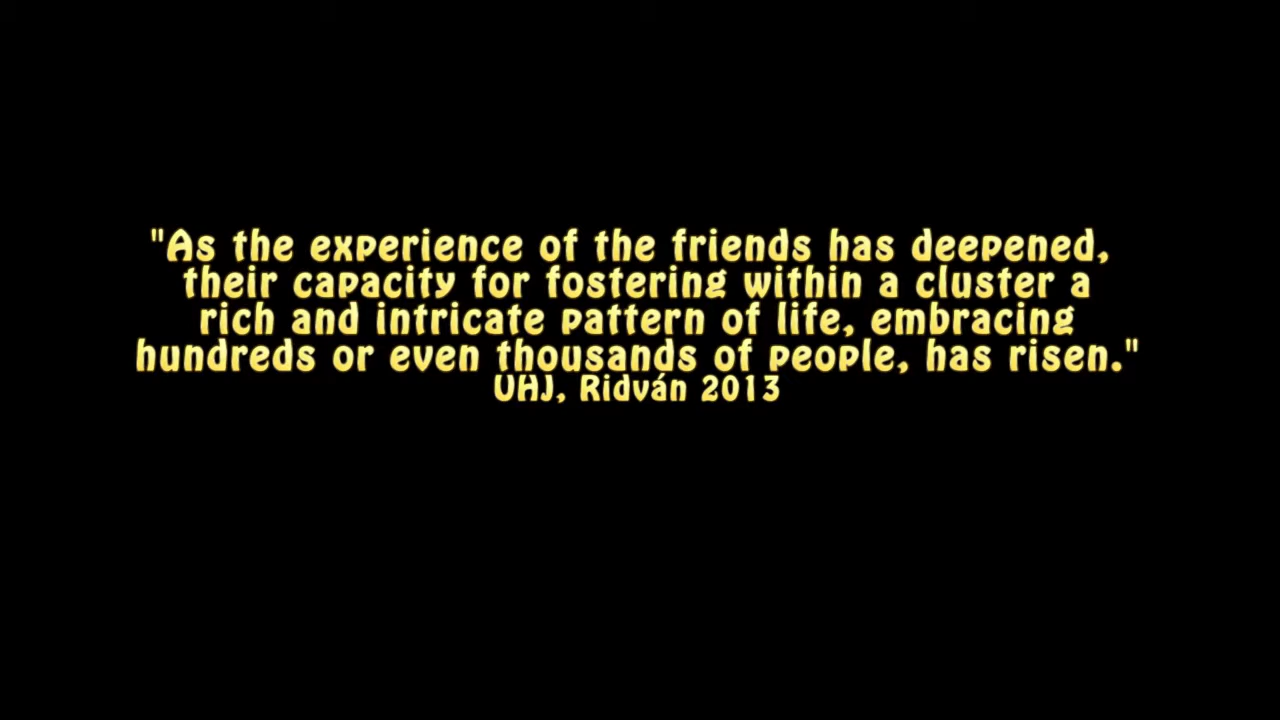 "As the experience of the friends has deepened,
their capacity for fostering within a cluster a
rich and intricate pattern of life, embracing
hundreds or even thousands of people, has risen."
UHJ, Ridván 2013